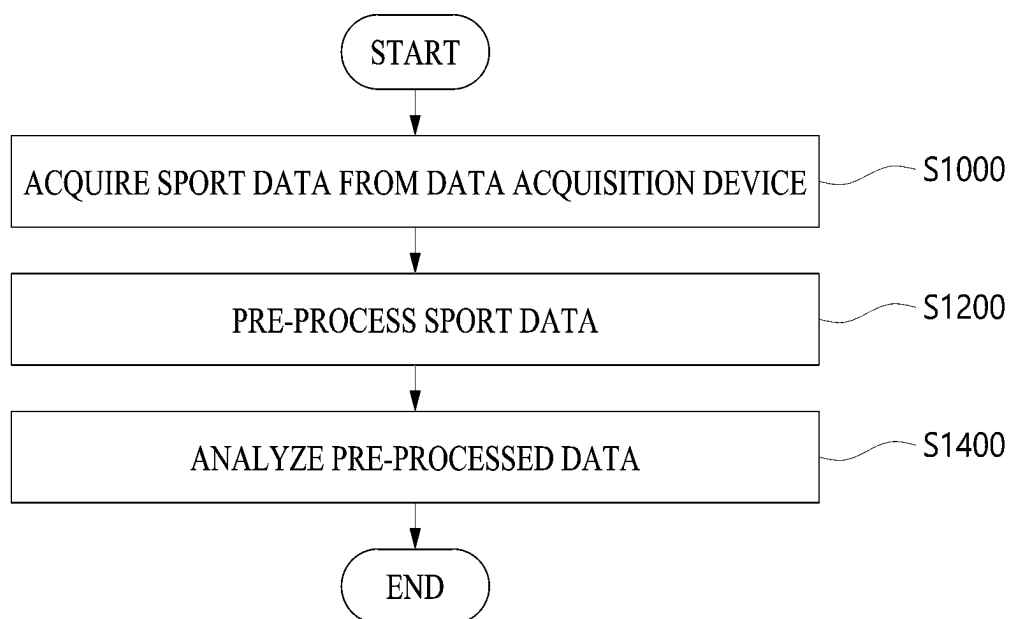 START
ACQUIRE SPORT DATA FROM DATA ACQUISITION DEVICE
S1000
PRE-PROCESS SPORT DATA
S1200
ANALYZE PRE-PROCESSED DATA
S1400
END